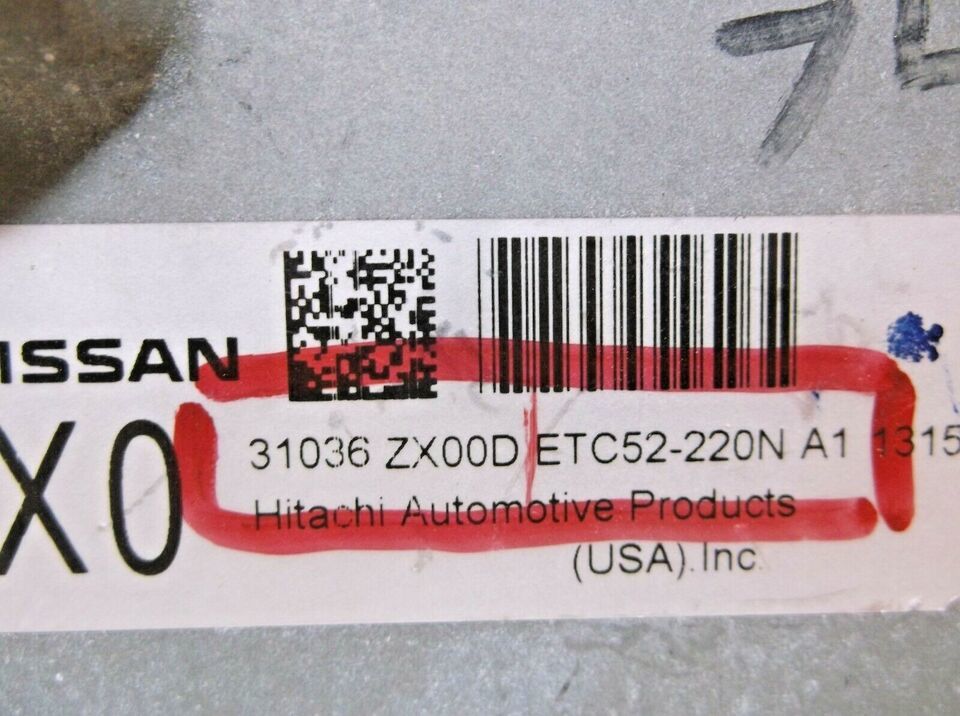 ISSAN
X0
31036 ZX00D ETC52-220N A1 1315
Hitachi Automotive Products
(USA).Inc.